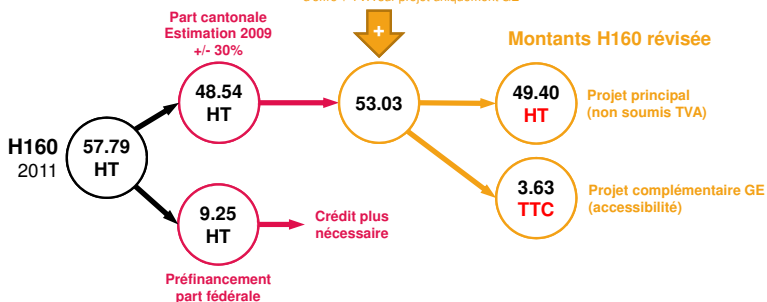 Part cantonale
Estimation 2009
+/- 30%
+
Montants H160 révisée
48.54
HT
53.03
49.40
HT
Projet principal
(non soumis TVA)
H160
2011
57.79
HT
3.63
TTC
Projet complémentaire GE
(accessibilité)
9.25
HT
Crédit plus
nécessaire
Préfinancement
part fédérale